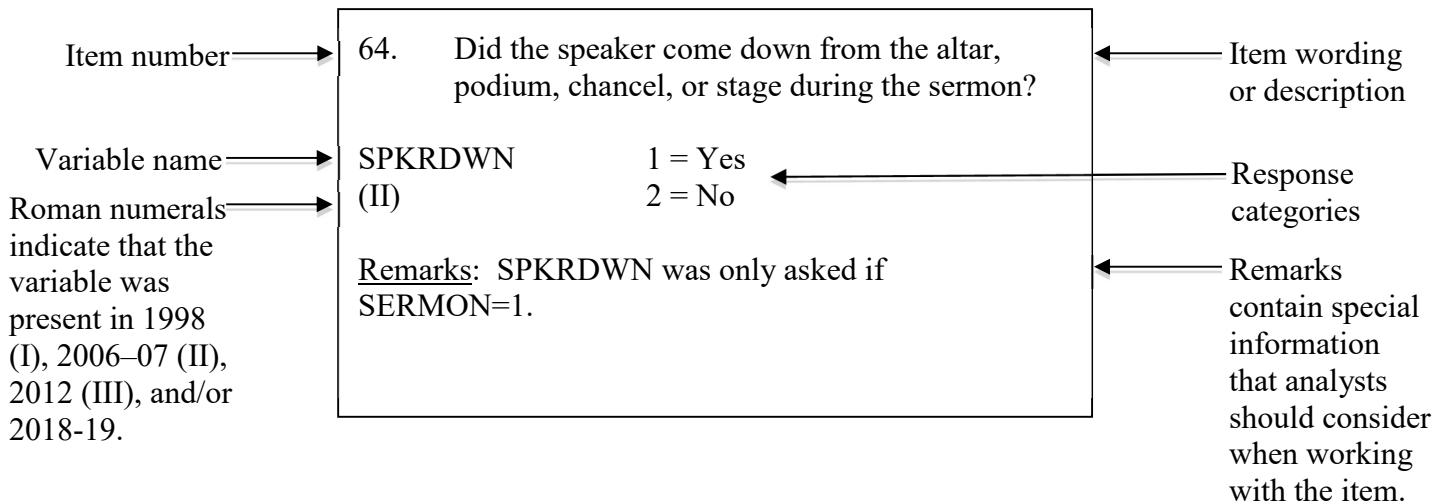 Item number
64. Did the speaker come down from the altar,
podium, chancel, or stage during the sermon?
Item wording
or description
Variable name
SPKRDWN 1 = Yes
(II) 2 = No
Response
categories
Roman numerals
indicate that the
variable was
present in 1998
(I), 2006–07 (II),
2012 (III), and/or
2018-19.
Remarks: SPKRDWN was only asked if
SERMON=1.
Remarks
contain special
information
that analysts
should consider
when working
with the item.